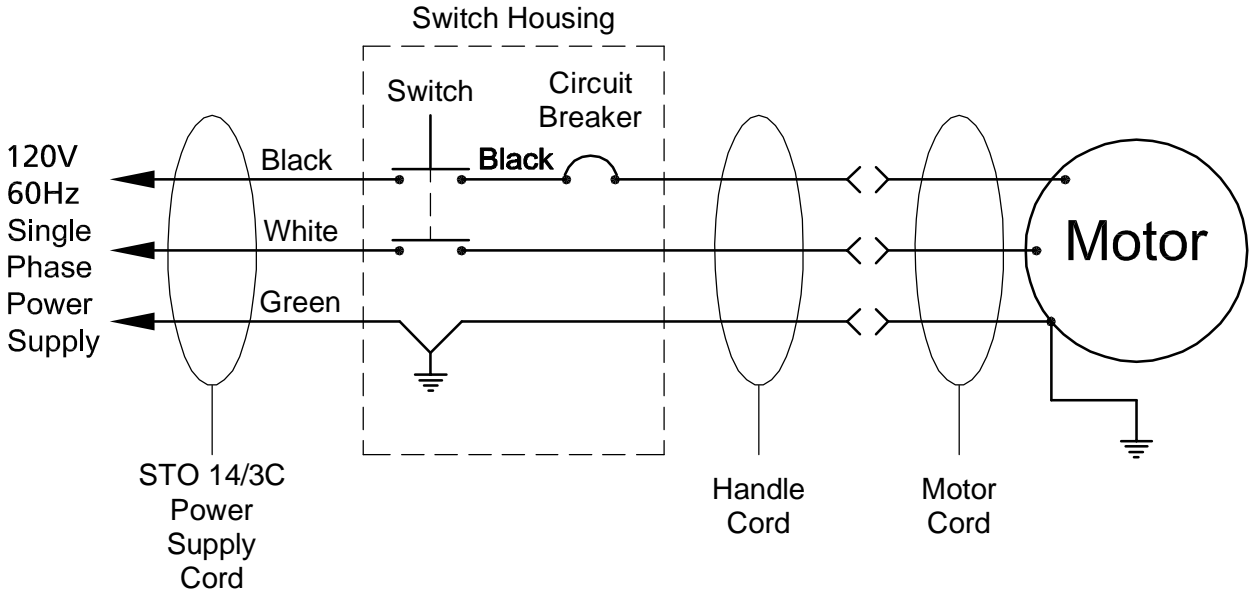 Switch Housing
Switch
Circuit
Breaker
120V
60Hz
Single
Phase
Power
Supply
Black
Black
White
Green
Motor
STO 14/3C
Power
Supply
Cord
Handle
Cord
Motor
Cord